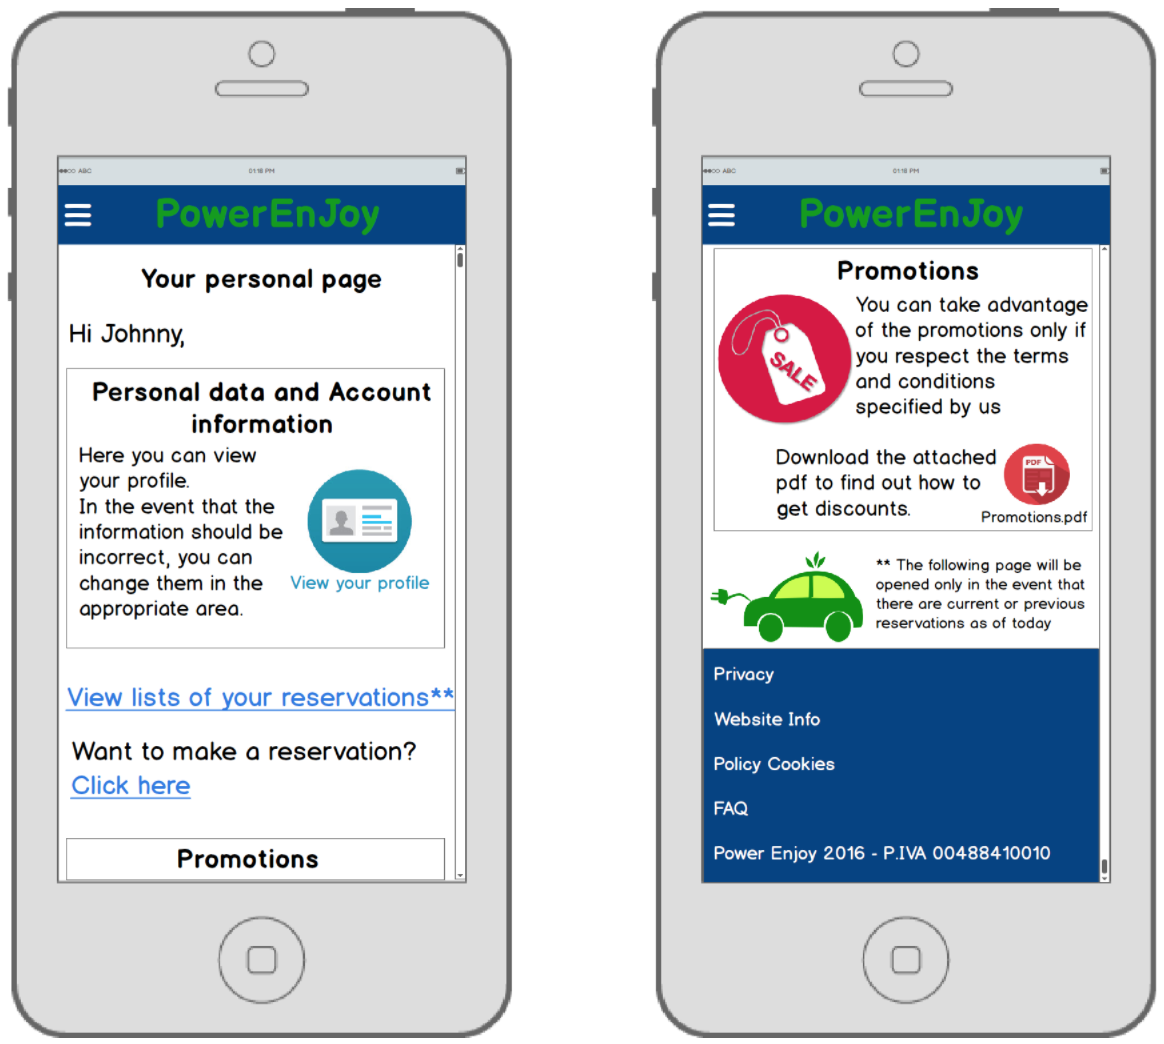 ABC
01:18 PM
PowerEnJoy
Your personal page
Hi Johnny,
Personal data and Account
information
Here you can view
your profile.
In the event that the
information should be
incorrect, you can
change them in the
appropriate area.
View your profile
View lists of your reservations**
Want to make a reservation?
Click here
Promotions
ABC
01:18 PM
PowerEnJoy
Promotions
SALE
You can take advantage
of the promotions only if
you respect the terms
and conditions
specified by us
Download the attached
pdf to find out how to
get discounts.
PDF
Promotions.pdf
** The following page will be
opened only in the event that
there are current or previous
reservations as of today
Privacy
Website Info
Policy Cookies
FAQ
Power Enjoy 2016 - P.IVA 00488410010